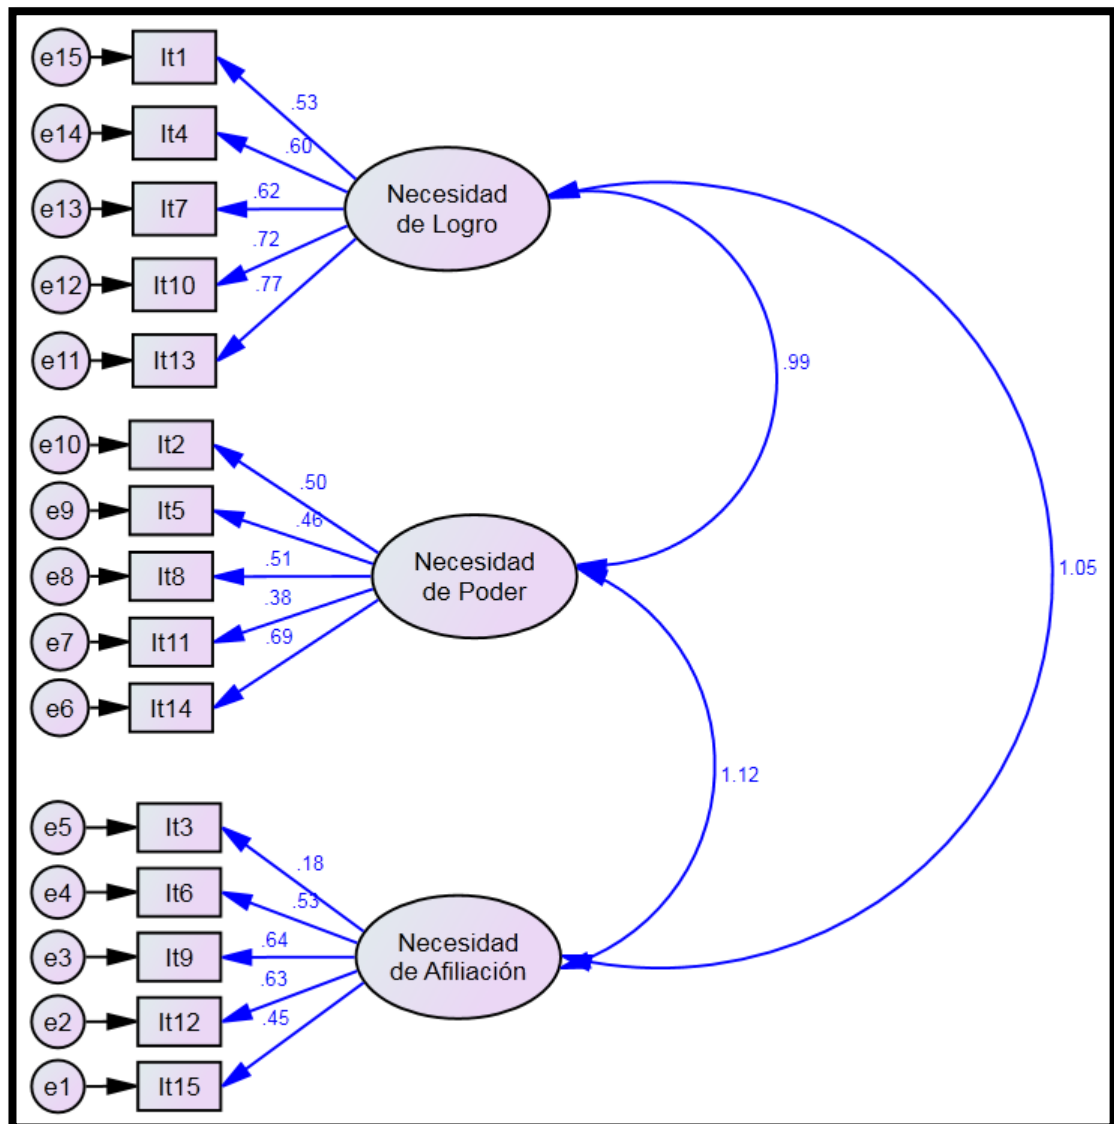 e15 It1
.53
e14 It4
.60
e13 It7
.62
e12 It10
.72
e11 It13
.77
Necesidad
de Logro
.99
e10 It2
.50
e9 It5
.46
e8 It8
.51
e7 It11
.38
e6 It14
.69
Necesidad
de Poder
1.05
1.12
e5 It3
.18
e4 It6
.53
e3 It9
.64
e2 It12
.63
e1 It15
.45
Necesidad
de Afiliación